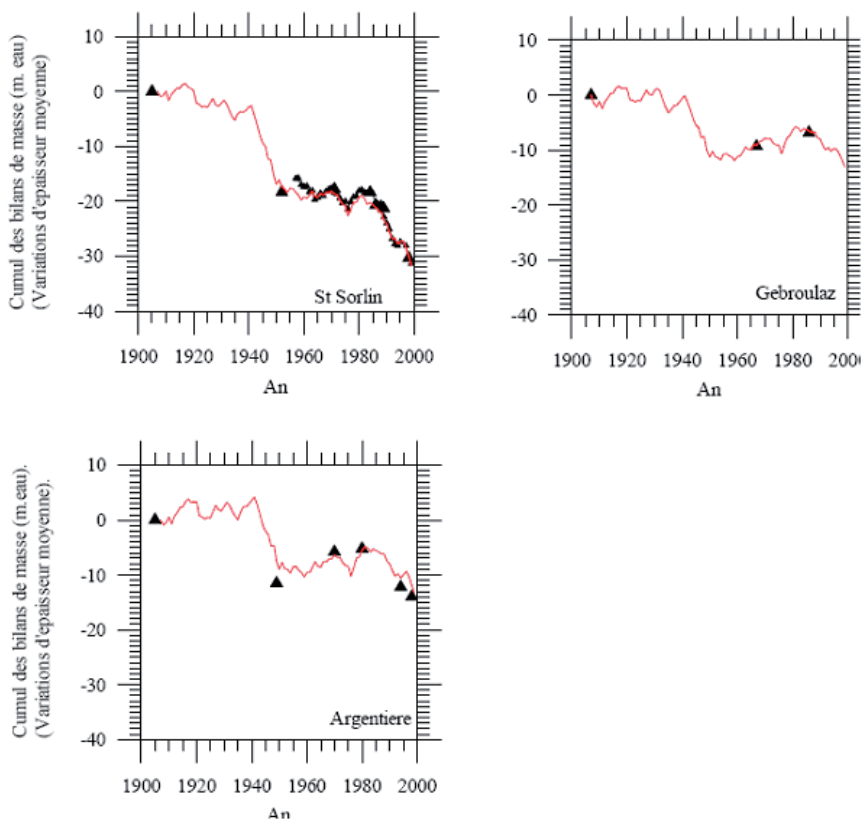 Cumul des bilans de masse (m. eau)
(Variations d'epaisseur moyenne)
10
0
-10
-20
-30
-40
St Sorlin
1900 1920 1940 1960 1980 2000
An
10
0
-10
-20
-30
-40
Gebroulaz
1900 1920 1940 1960 1980 2000
An
Cumul des bilans de masse (m.eau).
(Variations d'epaisseur moyenne).
10
0
-10
-20
-30
-40
Argentiere
1900 1920 1940 1960 1980 2000
An